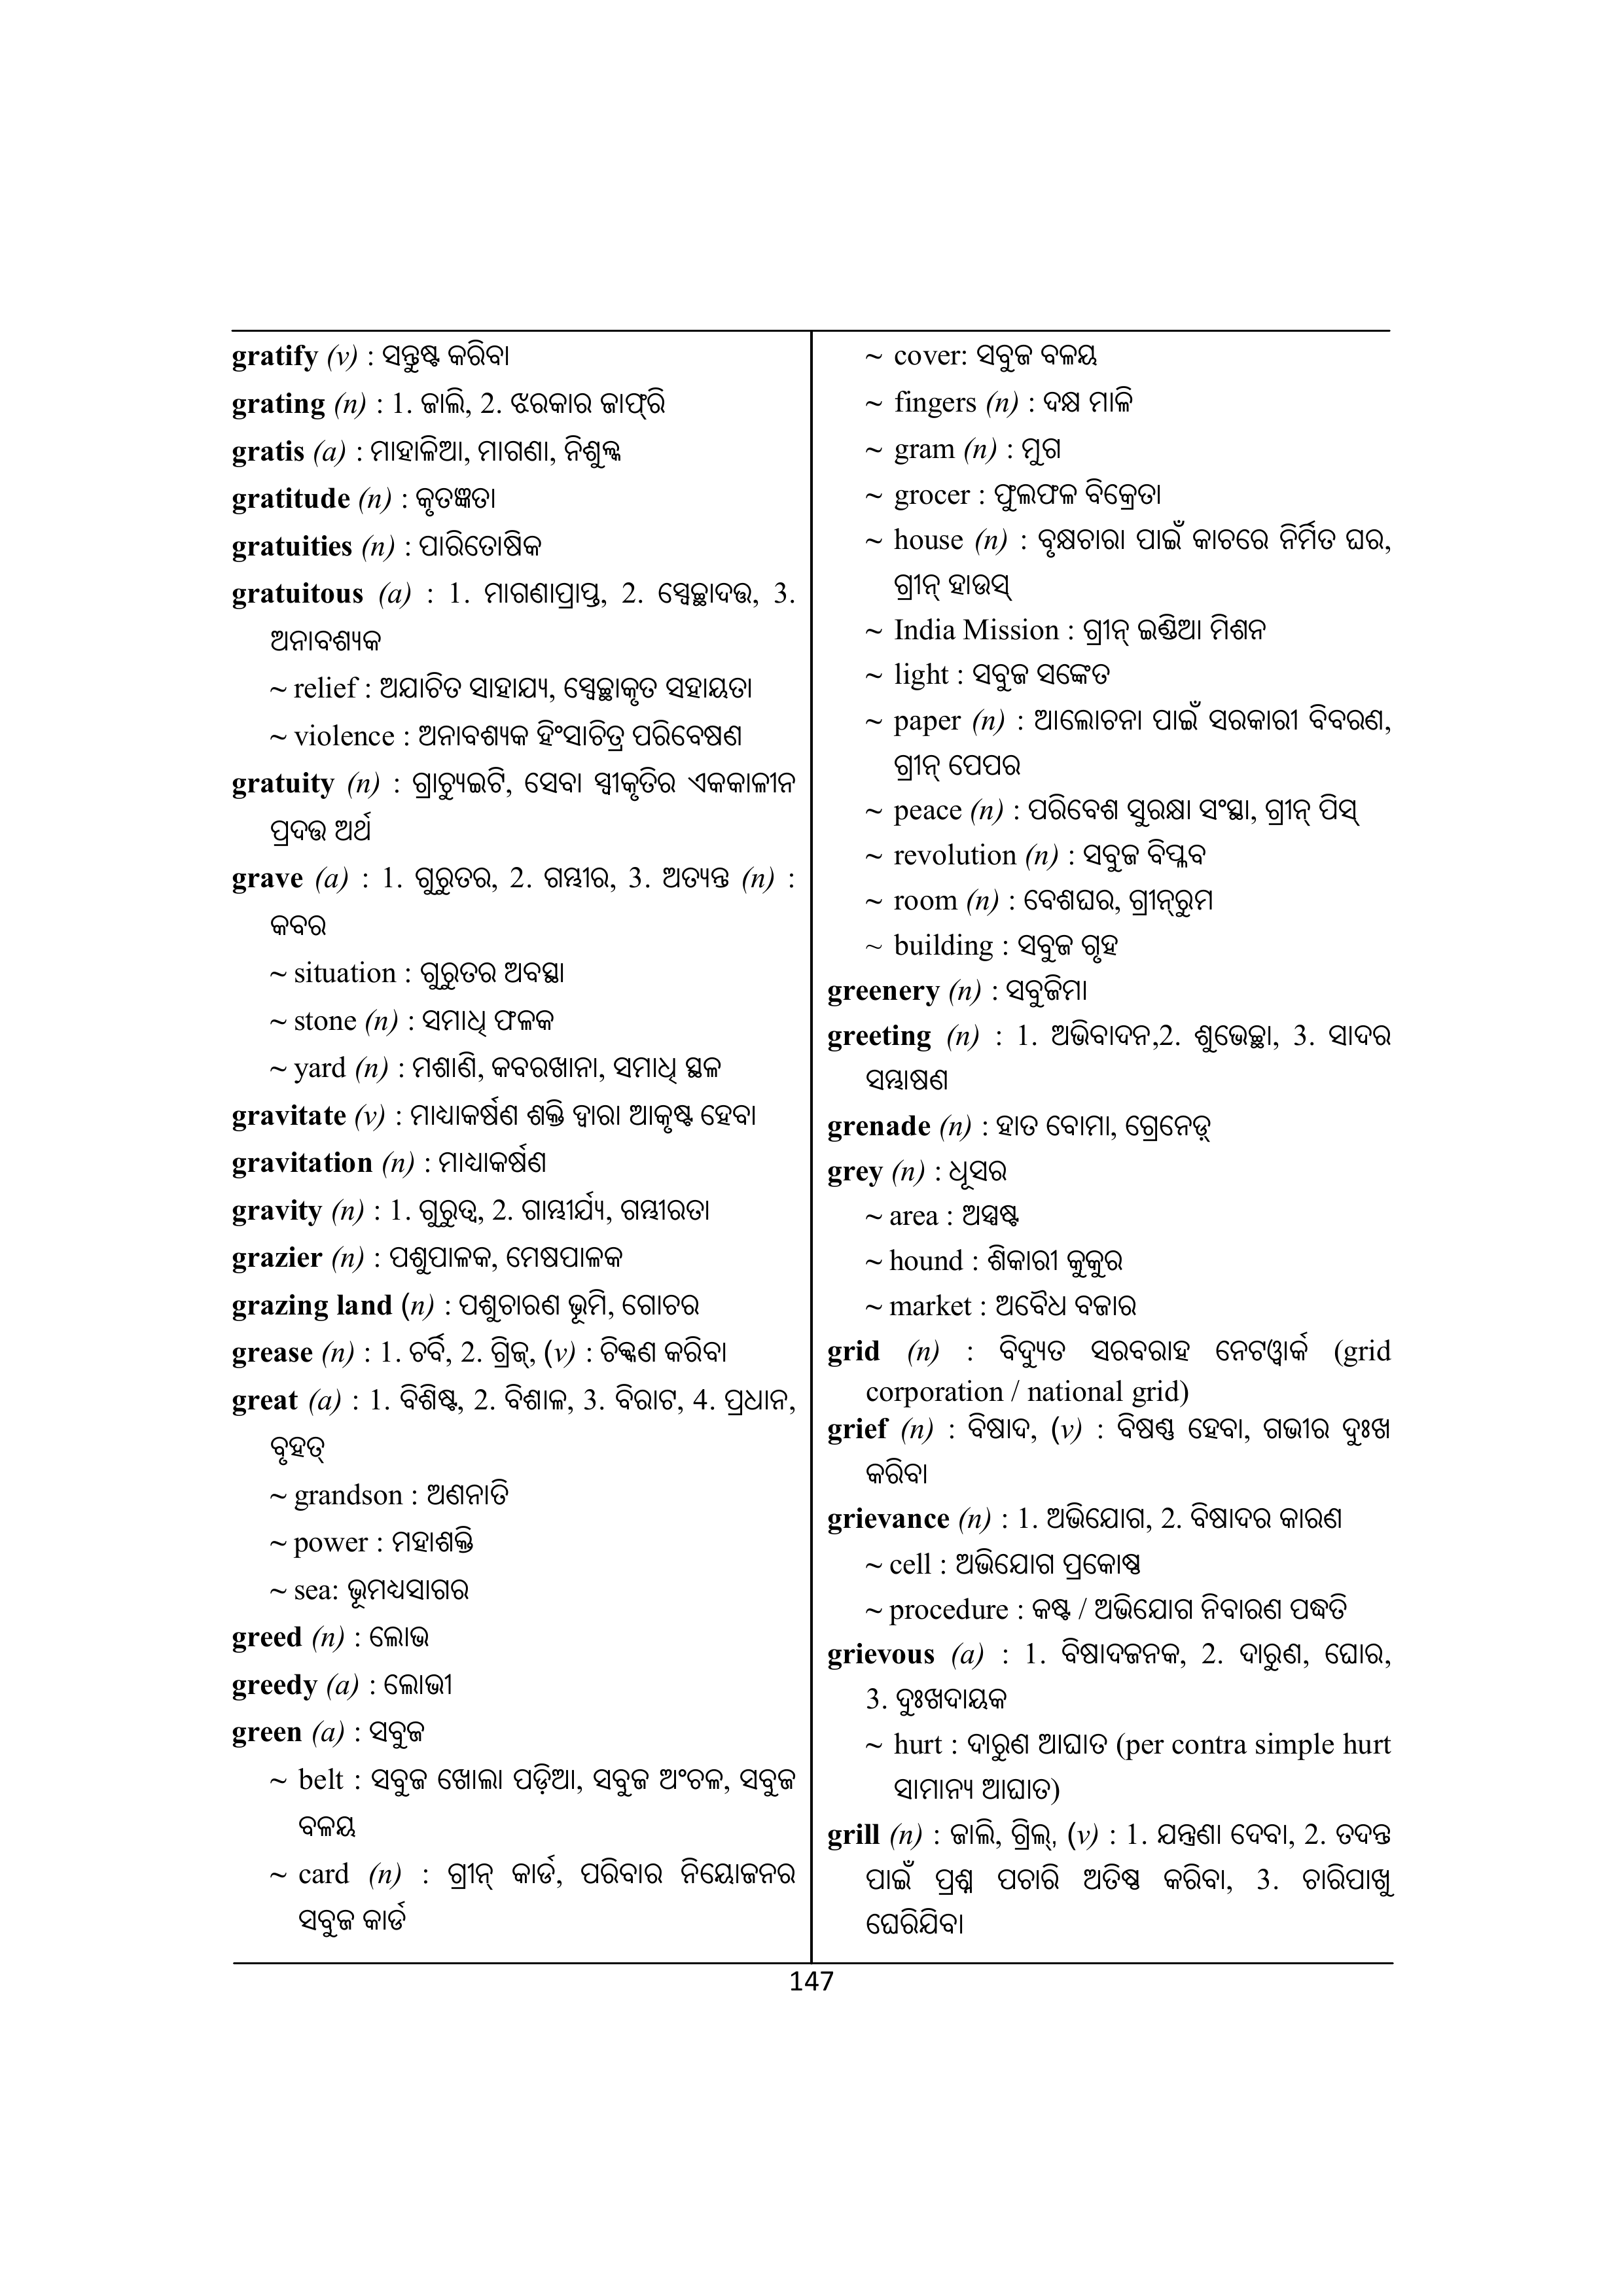 gratify (v) : ସନ୍ତୁଷ୍ଟ କରିବା
grating (n) : 1. ଜାଲି, 2. ଝରକାର ଜାଫ୍‌ରି
gratis (a) : ମାହାଳିଆ, ମାଗଣା, ନିଶୁଳ୍କ
gratitude (n) : କୃତଜ୍ଞତା
gratuities (n) : ପାରିତୋଷିକ
gratuitous (a) : 1. ମାଗଣାପ୍ରାପ୍ତ, 2. ସ୍ୱେଚ୍ଛାଦତ୍ତ, 3.
ଅନାବଶ୍ୟକ
~ relief : ଅଯାଚିତ ସାହାଯ୍ୟ, ସ୍ୱେଚ୍ଛାକୃତ ସହାୟତା
~ violence : ଅନାବଶ୍ୟକ ହିଂସାଚିତ୍ର ପରିବେଷଣ
gratuity (n) : ଗ୍ରାଚ୍ୟୁଇଟି, ସେବା ସ୍ୱୀକୃତିର ଏକକାଳୀନ
ପ୍ରଦତ୍ତ ଅର୍ଥ
grave (a) : 1. ଗୁରୁତର, 2. ଗମ୍ଭୀର, 3. ଅତ୍ୟନ୍ତ (n) :
କବର
~ situation : ଗୁରୁତର ଅବସ୍ଥା
~ stone (n) : ସମାଧି ଫଳକ
~ yard (n) : ମଶାଣି, କବରଖାନା, ସମାଧି ସ୍ଥଳ
gravitate (v) : ମାଧ୍ୟାକର୍ଷଣ ଶକ୍ତି ଦ୍ୱାରା ଆକୃଷ୍ଟ ହେବା
gravitation (n) : ମାଧ୍ୟାକର୍ଷଣ
gravity (n) : 1. ଗୁରୁତ୍ୱ, 2. ଗାମ୍ଭୀର୍ଯ୍ୟ, ଗମ୍ଭୀରତା
grazier (n) : ପଶୁପାଳକ, ମେଷପାଳକ
grazing land (n) : ପଶୁଚାରଣ ଭୂମି, ଗୋଚର
grease (n) : 1. ଚର୍ବି, 2. ଗ୍ରିଜ୍, (v) : ଚିକ୍କଣ କରିବା
great (a) : 1. ବିଶିଷ୍ଟ, 2. ବିଶାଳ, 3. ବିରାଟ, 4. ପ୍ରଧାନ,
ବୃହତ୍
~ grandson : ଅଣନାତି
~ power : ମହାଶକ୍ତି
~ sea: ଭୂମଧ୍ୟସାଗର
greed (n) : ଲୋଭ
greedy (a) : ଲୋଭୀ
green (a) : ସବୁଜ
~ belt : ସବୁଜ ଖୋଲା ପଡ଼ିଆ, ସବୁଜ ଅଂଚଳ, ସବୁଜ
ବଳୟ
~ card (n) : ଗ୍ରୀନ୍ କାର୍ଡ, ପରିବାର ନିୟୋଜନର
ସବୁଜ କାର୍ଡ
~ cover: ସବୁଜ ବଳୟ
~ fingers (n) : ଦକ୍ଷ ମାଳି
~ gram (n) : ମୁଗ
~ grocer : ଫୁଲଫଳ ବିକ୍ରେତା
~ house (n) : ବୃକ୍ଷଚାରା ପାଇଁ କାଚରେ ନିର୍ମିତ ଘର,
ଗ୍ରୀନ୍ ହାଉସ୍
~ India Mission : ଗ୍ରୀନ୍ ଇଣ୍ଡିଆ ମିଶନ
~ light : ସବୁଜ ସଙ୍କେତ
~ paper (n) : ଆଲୋଚନା ପାଇଁ ସରକାରୀ ବିବରଣ,
ଗ୍ରୀନ୍ ପେପର
~ peace (n) : ପରିବେଶ ସୁରକ୍ଷା ସଂସ୍ଥା, ଗ୍ରୀନ୍ ପିସ୍
~ revolution (n) : ସବୁଜ ବିପ୍ଳବ
~ room (n) : ବେଶଘର, ଗ୍ରୀନ୍‌ରୁମ
~ building : ସବୁଜ ଗୃହ
greenery (n) : ସବୁଜିମା
greeting (n) : 1. ଅଭିବାଦନ,2. ଶୁଭେଚ୍ଛା, 3. ସାଦର
ସମ୍ଭାଷଣ
grenade (n) : ହାତ ବୋମା, ଗ୍ରେନେଡ଼୍
grey (n) : ଧୂସର
~ area : ଅସ୍ପଷ୍ଟ
~ hound : ଶିକାରୀ କୁକୁର
~ market : ଅବୈଧ ବଜାର
grid (n) : ବିଦ୍ୟୁତ ସରବରାହ ନେଟୱାର୍କ (grid
corporation / national grid)
grief (n) : ବିଷାଦ, (v) : ବିଷଣ୍ଣ ହେବା, ଗଭୀର ଦୁଃଖ
କରିବା
grievance (n) : 1. ଅଭିଯୋଗ, 2. ବିଷାଦର କାରଣ
~ cell : ଅଭିଯୋଗ ପ୍ରକୋଷ୍ଠ
~ procedure : କଷ୍ଟ / ଅଭିଯୋଗ ନିବାରଣ ପଦ୍ଧତି
grievous (a) : 1. ବିଷାଦଜନକ, 2. ଦାରୁଣ, ଘୋର,
3. ଦୁଃଖଦାୟକ
~ hurt : ଦାରୁଣ ଆଘାତ (per contra simple hurt
ସାମାନ୍ୟ ଆଘାତ)
grill (n) : ଜାଲି, ଗ୍ରିଲ୍, (v) : 1. ଯନ୍ତ୍ରଣା ଦେବା, 2. ତଦନ୍ତ
ପାଇଁ ପ୍ରଶ୍ନ ପଚାରି ଅତିଷ୍ଠ କରିବା, 3. ଚାରିପାଖୁ
ଘେରିଯିବା
147